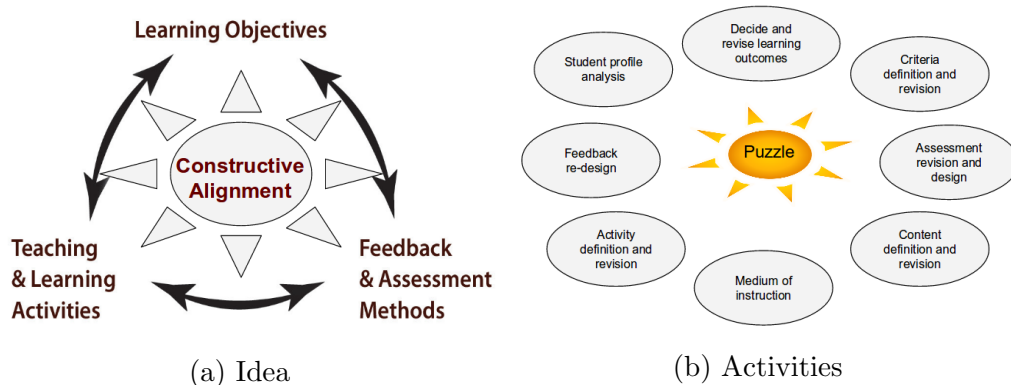 Learning Objectives
Constructive
Alignment
Teaching
& Learning
Activities
Feedback
& Assessment
Methods
(a) Idea
Decide and
revise learning
outcomes
Student profile
analysis
Criteria
definition and
revision
Puzzle
Feedback
re-design
Assessment
revision and
design
Activity
definition and
revision
Content
definition and
revision
Medium of
instruction
(b) Activities